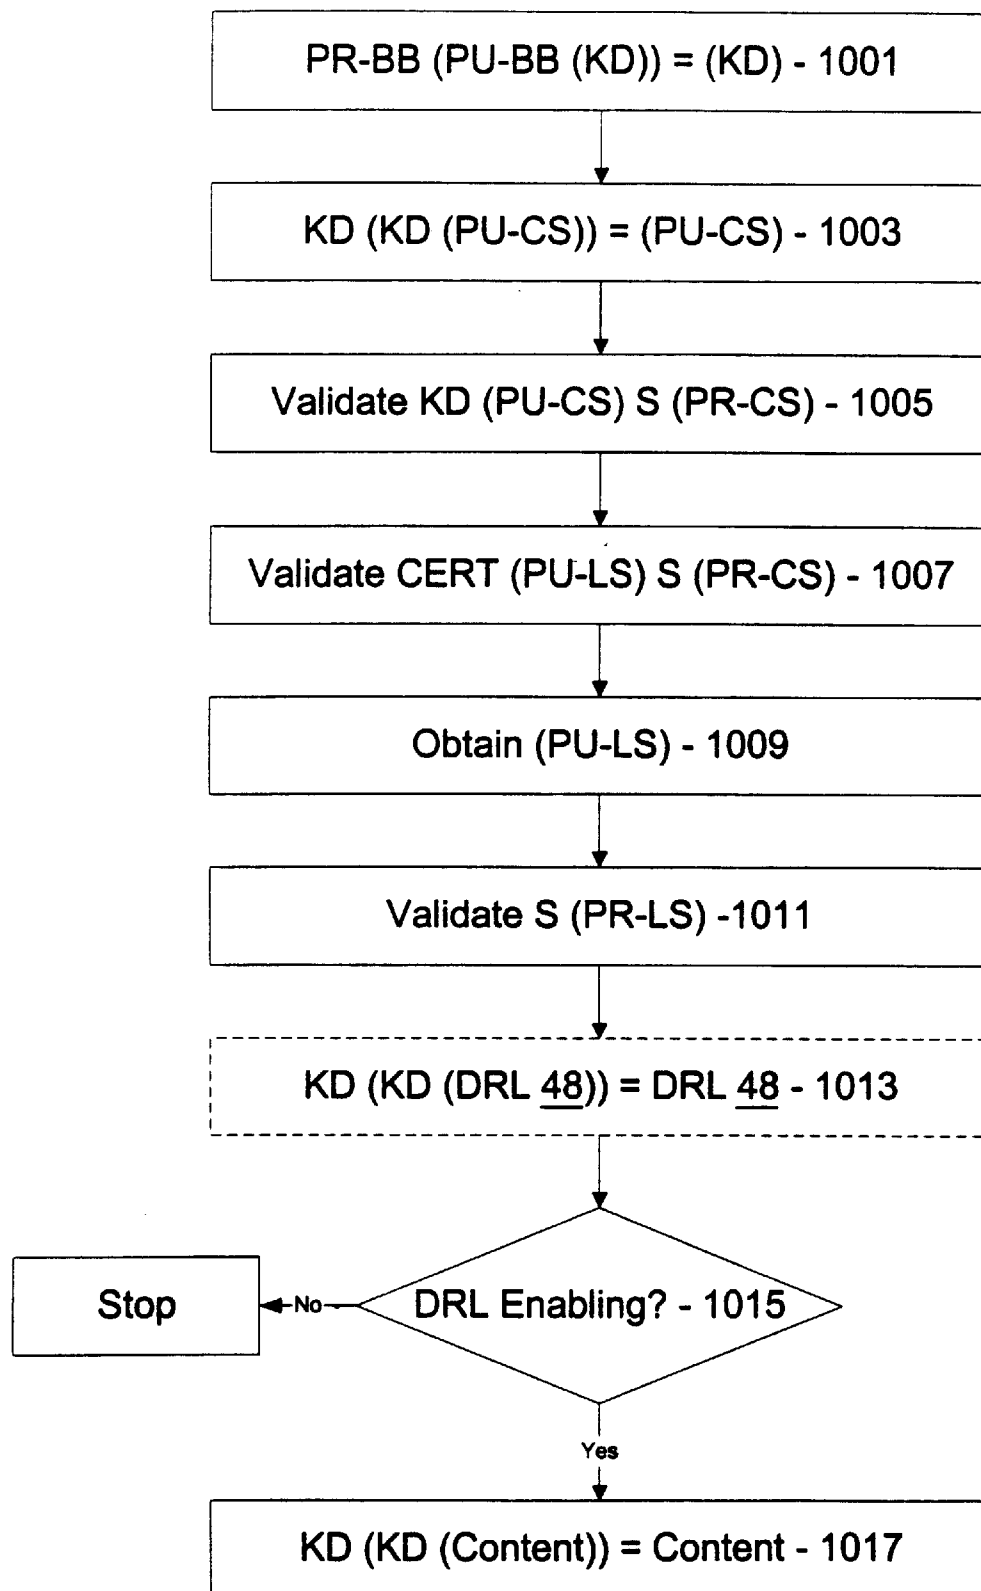 PR-BB (PU-BB (KD)) = (KD) - 1001
KD (KD (PU-CS)) = (PU-CS) - 1003
Validate KD (PU-CS) S (PR-CS) - 1005
Validate CERT (PU-LS) S (PR-CS) - 1007
Obtain (PU-LS) - 1009
Validate S (PR-LS) -1011
KD (KD (DRL 48)) = DRL 48 - 1013
DRL Enabling? - 1015
No
Stop
Yes
KD (KD (Content)) = Content - 1017